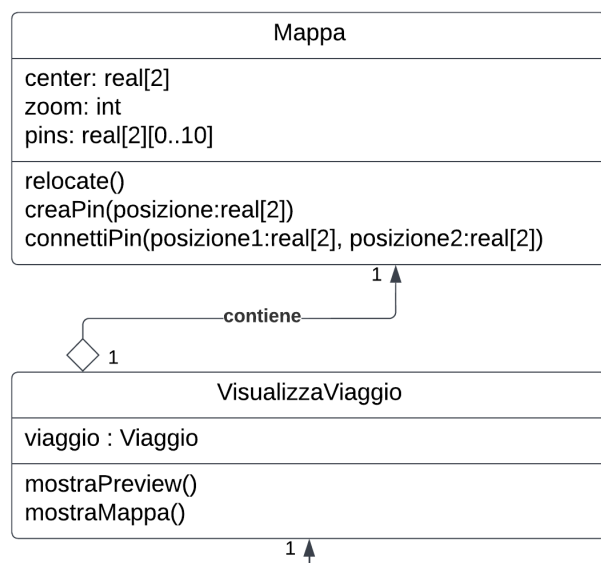 Mappa
center: real[2]
zoom: int
pins: real[2][0..10]
relocate()
creaPin(posizione:real[2])
connettiPin(posizione1:real[2], posizione2:real[2])
1
contiene
1
VisualizzaViaggio
viaggio : Viaggio
mostraPreview()
mostraMappa()
1